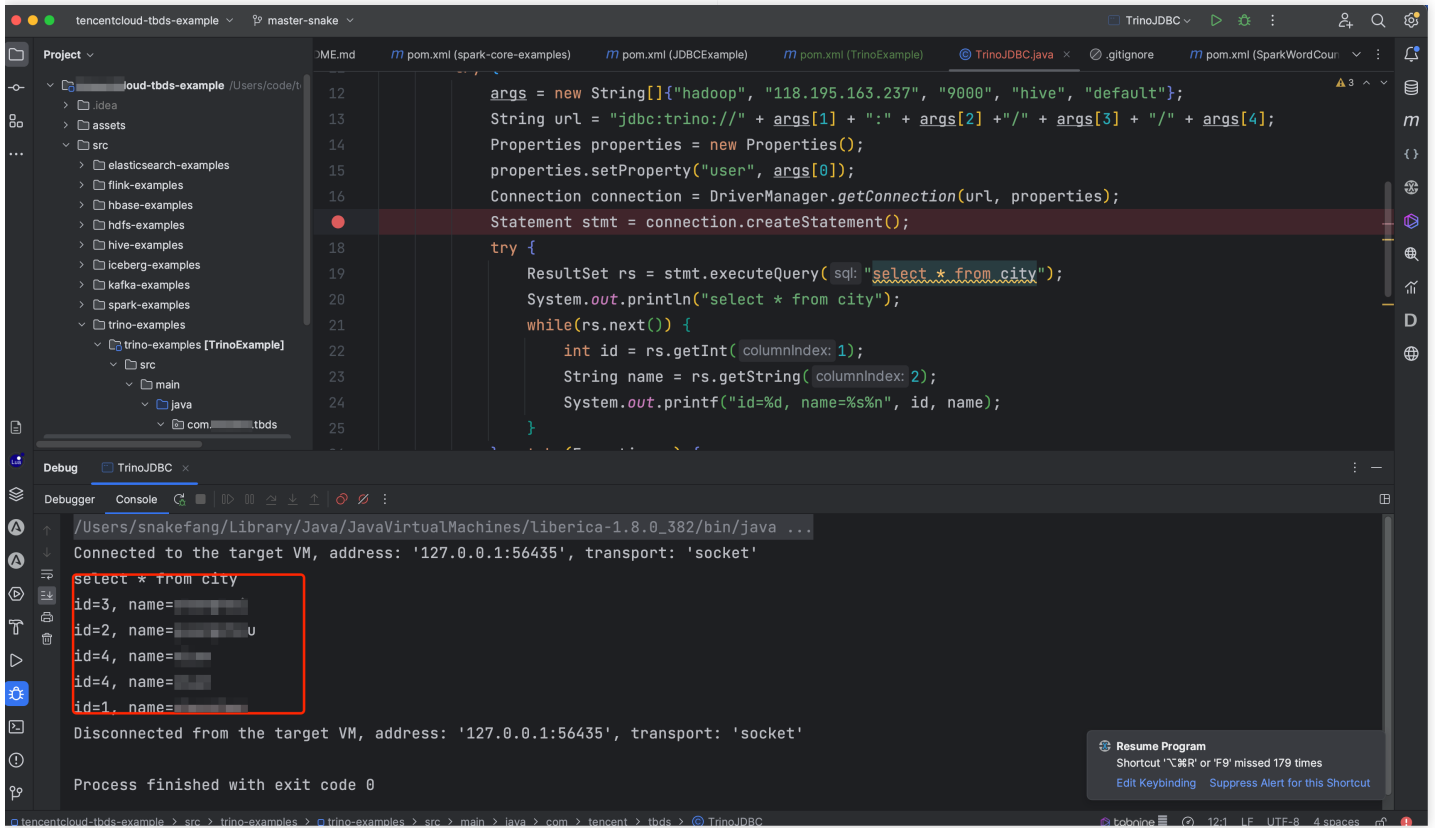 tencentcloud-tbds-example
master-snake
TrinoJDBC
Project
OME.md
pom.xml (spark-core-examples)
pom.xml (JDBCExample)
pom.xml (TrinoExample)
TrinoJDBC.java
.gitignore
pom.xml (SparkWordCoun
loud-tbds-example /Users/code/t
.idea
assets
src
elasticsearch-examples
flink-examples
hbase-examples
hdfs-examples
hive-examples
iceberg-examples
kafka-examples
spark-examples
trino-examples
trino-examples [TrinoExample]
src
main
java
com. .tbds
3
12 args = new String[]{"hadoop", "118.195.163.237", "9000", "hive", "default"};
13 String url = "jdbc:trino://" + args[1] + ":" + args[2] +"/" + args[3] + "/" + args[4];
14 Properties properties = new Properties();
15 properties.setProperty("user", args[0]);
16 Connection connection = DriverManager.getConnection(url, properties);
Statement stmt = connection.createStatement();
18 try {
19 ResultSet rs = stmt.executeQuery( sql: "select * from city");
20 System.out.println("select * from city");
21 while(rs.next()) {
22 int id = rs.getInt( columnIndex: 1);
23 String name = rs.getString( columnIndex: 2);
24 System.out.printf("id=%d, name=%s%n", id, name);
25 }
Debug
TrinoJDBC
Debugger
Console
/Users/snakefang/Library/Java/JavaVirtualMachines/liberica-1.8.0_382/bin/java ...
Connected to the target VM, address: '127.0.0.1:56435', transport: 'socket'
select * from city
id=3, name=
id=2, name= u
id=4, name=
id=4, name=
id=1, name=
Disconnected from the target VM, address: '127.0.0.1:56435', transport: 'socket'
Process finished with exit code 0
Resume Program
Shortcut '⌥⌘R' or 'F9' missed 179 times
Edit Keybinding Suppress Alert for this Shortcut
tencentcloud-tbds-example > src > trino-examples > trino-examples > src > main > java > com > tencent > tbds > TrinoJDBC
tabnine
12:1 LF UTF-8 4 spaces